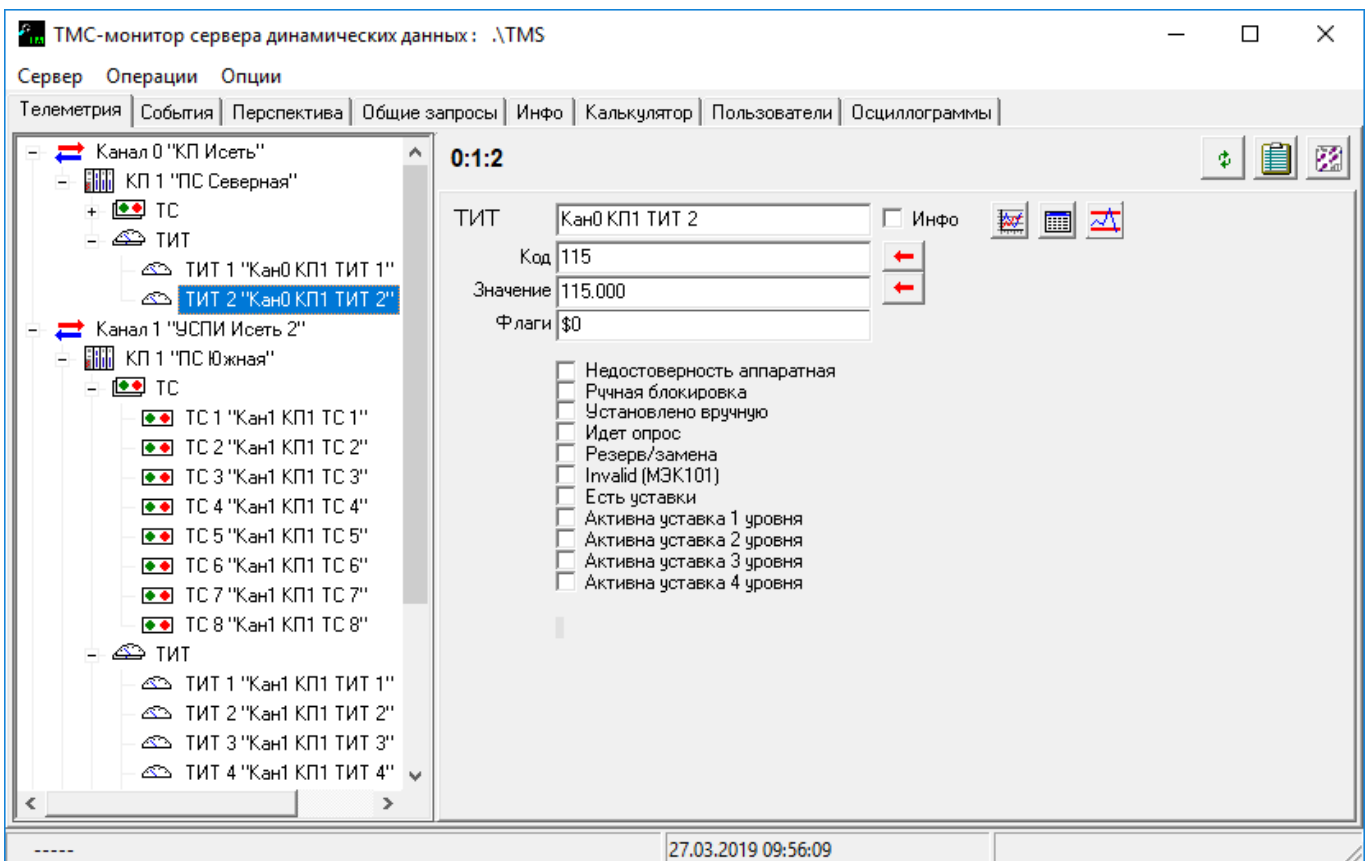 ТМС-монитор сервера динамических данных : .\TMS
Сервер Операции Опции
Телеметрия События Перспектива Общие запросы Инфо Калькулятор Пользователи Осциллограммы
Канал 0 "КП Исеть"
КП 1 "ПС Северная"
ТС
ТИТ
ТИТ 1 "Кан0 КП1 ТИТ 1"
ТИТ 2 "Кан0 КП1 ТИТ 2"
Канал 1 "УСПИ Исеть 2"
КП 1 "ПС Южная"
ТС
ТС 1 "Кан1 КП1 ТС 1"
ТС 2 "Кан1 КП1 ТС 2"
ТС 3 "Кан1 КП1 ТС 3"
ТС 4 "Кан1 КП1 ТС 4"
ТС 5 "Кан1 КП1 ТС 5"
ТС 6 "Кан1 КП1 ТС 6"
ТС 7 "Кан1 КП1 ТС 7"
ТС 8 "Кан1 КП1 ТС 8"
ТИТ
ТИТ 1 "Кан1 КП1 ТИТ 1"
ТИТ 2 "Кан1 КП1 ТИТ 2"
ТИТ 3 "Кан1 КП1 ТИТ 3"
ТИТ 4 "Кан1 КП1 ТИТ 4"
0:1:2
ТИТ Кан0 КП1 ТИТ 2 Инфо
Код 115
Значение 115.000
Флаги $0
Недостоверность аппаратная
Ручная блокировка
Установлено вручную
Идет опрос
Резерв/замена
Invalid (МЭК101)
Есть уставки
Активна уставка 1 уровня
Активна уставка 2 уровня
Активна уставка 3 уровня
Активна уставка 4 уровня
----- 27.03.2019 09:56:09